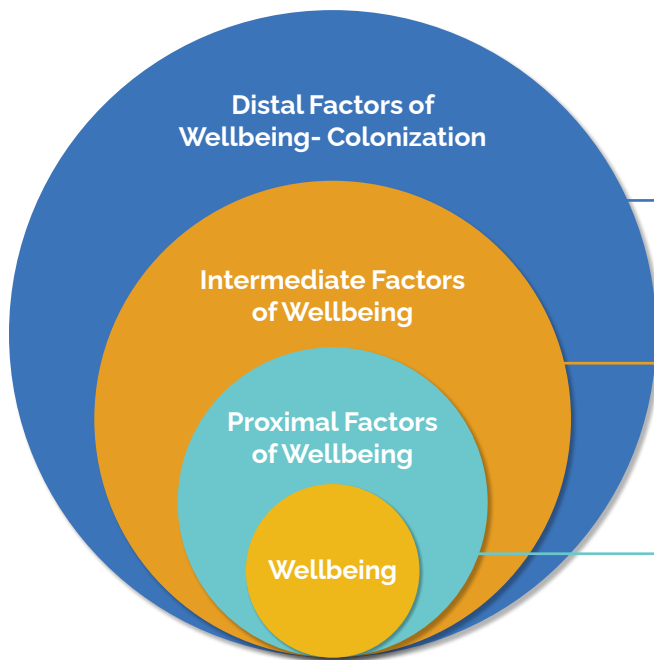 Distal Factors of
Wellbeing- Colonization
Intermediate Factors
of Wellbeing
Proximal Factors
of Wellbeing
Wellbeing